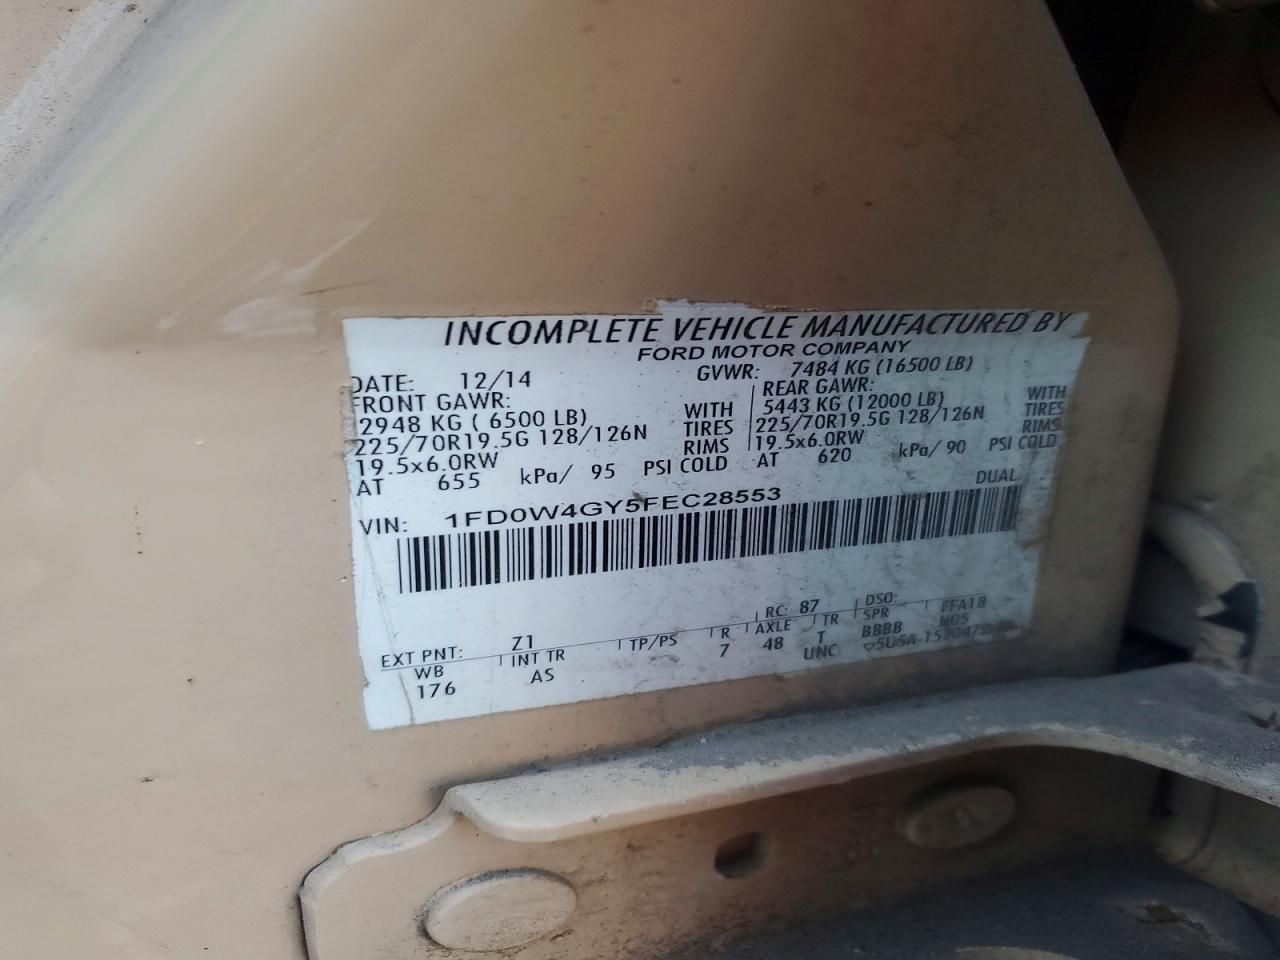 INCOMPLETE VEHICLE MANUFACTURED BY
FORD MOTOR COMPANY
DATE: 12/14 GVWR: 7484 KG (16500 LB)
FRONT GAWR: REAR GAWR:
2948 KG ( 6500 LB) WITH 5443 KG (12000 LB) WITH
225/70R19.5G 128/126N TIRES 225/70R19.5G 128/126N TIRES
19.5x6.0RW RIMS 19.5x6.0RW RIMS
AT 655 kPa/ 95 PSI COLD AT 620 kPa/ 90 PSI COLD
DUAL
VIN: 1FD0W4GY5FEC28553
RC: 87 DSO: FFA18
EXT PNT: Z1 TP/PS R AXLE TR SPR N05
WB INT TR 7 48 T BBBB
176 AS UNC